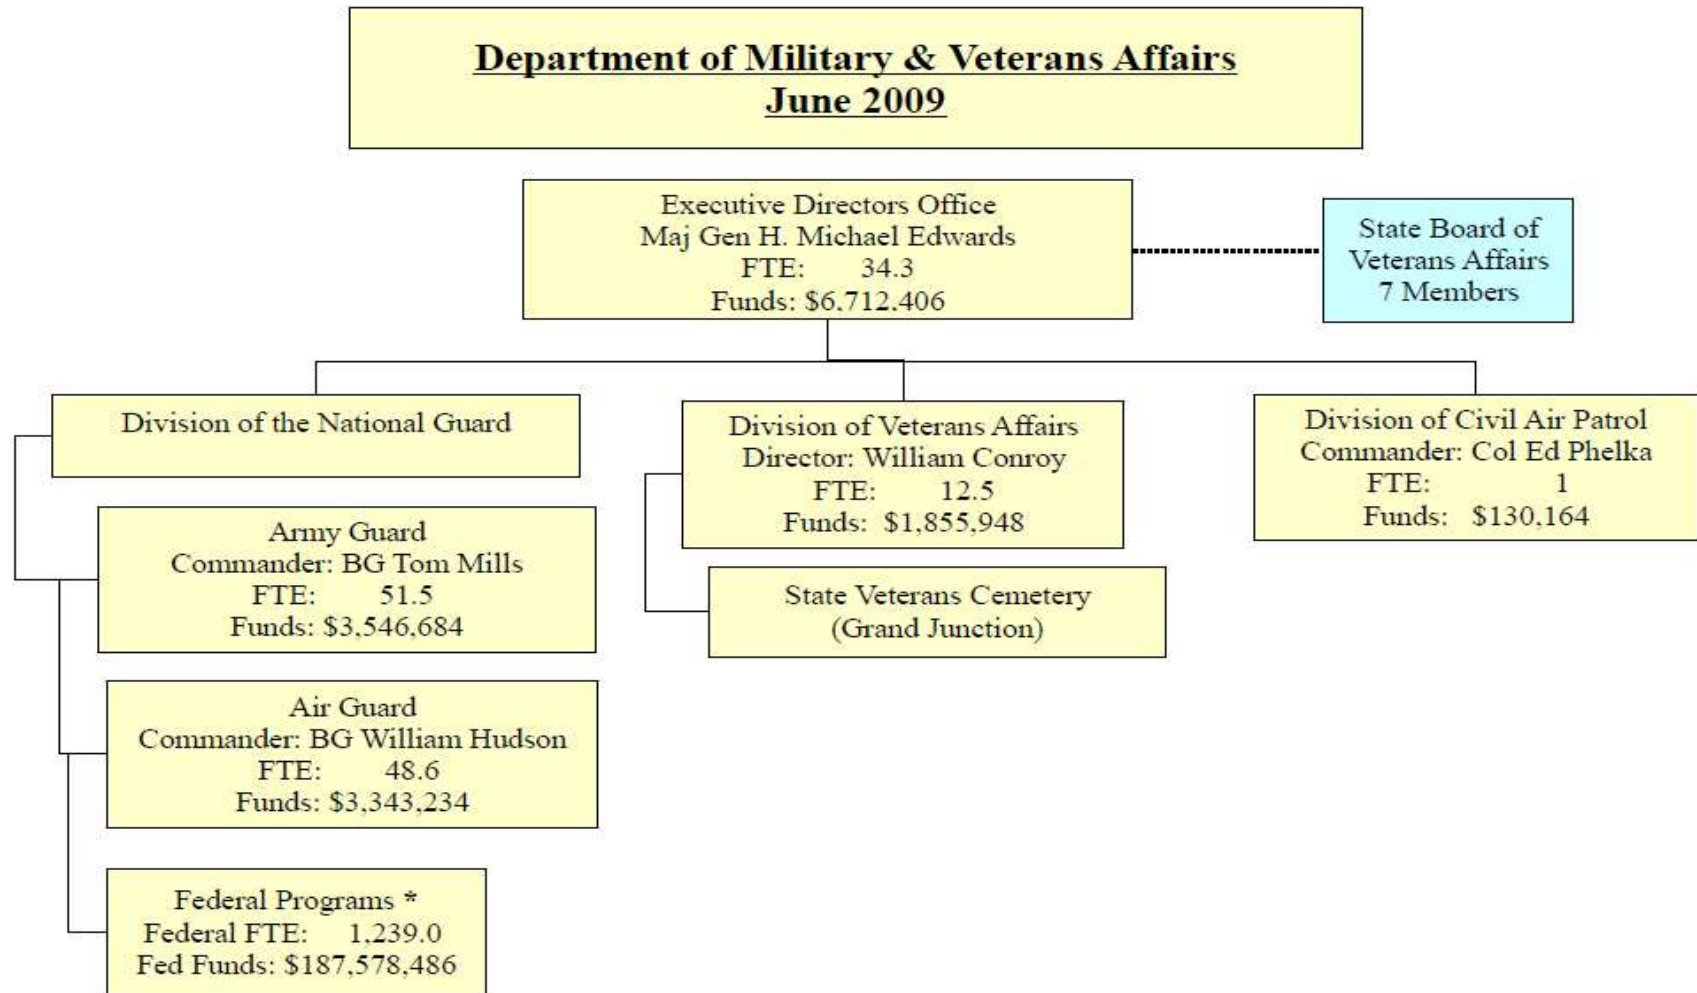 Department of Military & Veterans Affairs
June 2009
Executive Directors Office
Maj Gen H. Michael Edwards
FTE: 34.3
Funds: $6,712,406
State Board of
Veterans Affairs
7 Members
Division of the National Guard
Army Guard
Commander: BG Tom Mills
FTE: 51.5
Funds: $3,546,684
Air Guard
Commander: BG William Hudson
FTE: 48.6
Funds: $3,343,234
Federal Programs *
Federal FTE: 1,239.0
Fed Funds: $187,578,486
Division of Veterans Affairs
Director: William Conroy
FTE: 12.5
Funds: $1,855,948
State Veterans Cemetery
(Grand Junction)
Division of Civil Air Patrol
Commander: Col Ed Phelka
FTE: 1
Funds: $130,164